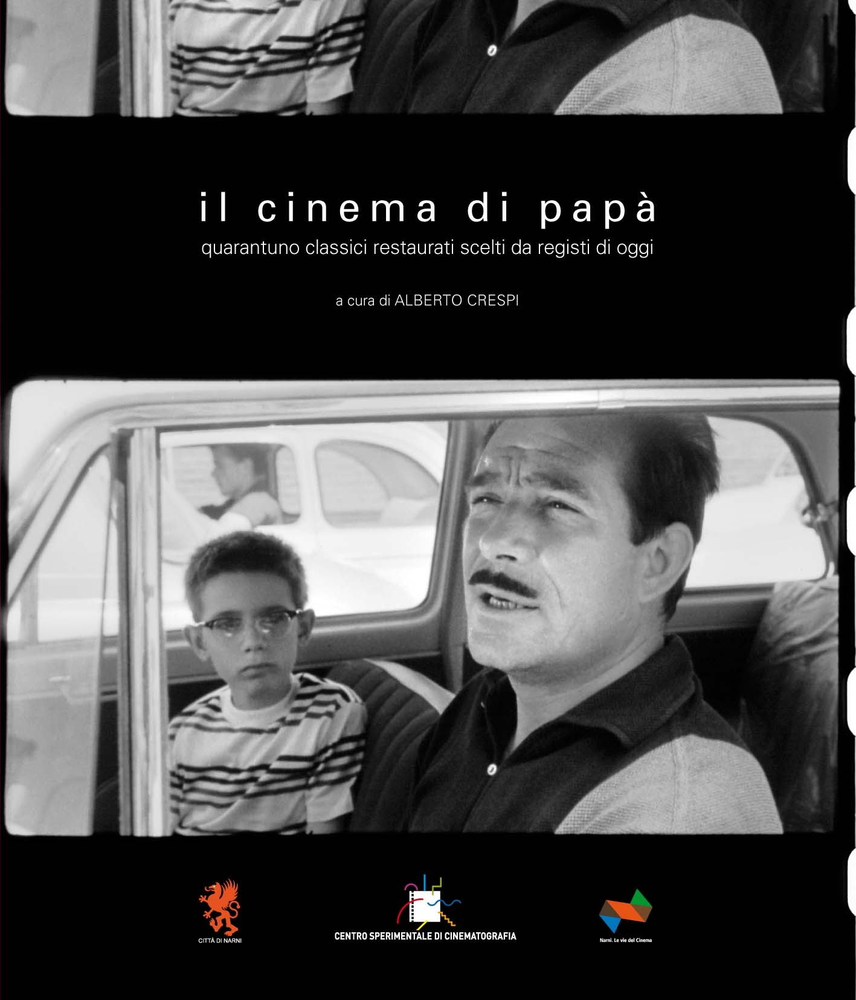 il cinema di papà
quarantuno classici restaurati scelti da registi di oggi
a cura di ALBERTO CRESPI
CITTÀ DI NARNI
CENTRO SPERIMENTALE DI CINEMATOGRAFIA
Narni. Le vie del Cinema